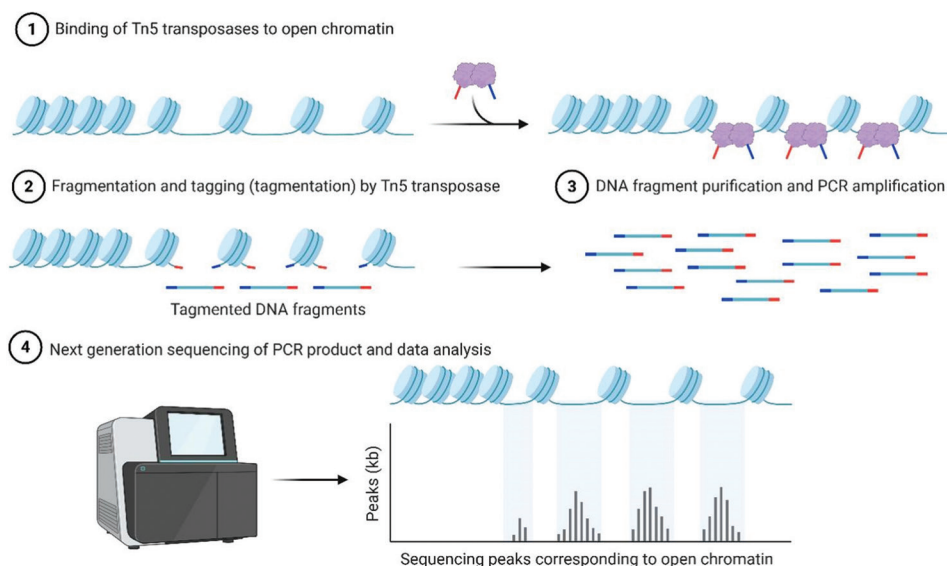 1 Binding of Tn5 transposases to open chromatin
2 Fragmentation and tagging (tagmentation) by Tn5 transposase
3 DNA fragment purification and PCR amplification
Tagmented DNA fragments
4 Next generation sequencing of PCR product and data analysis
Peaks (kb)
Sequencing peaks corresponding to open chromatin